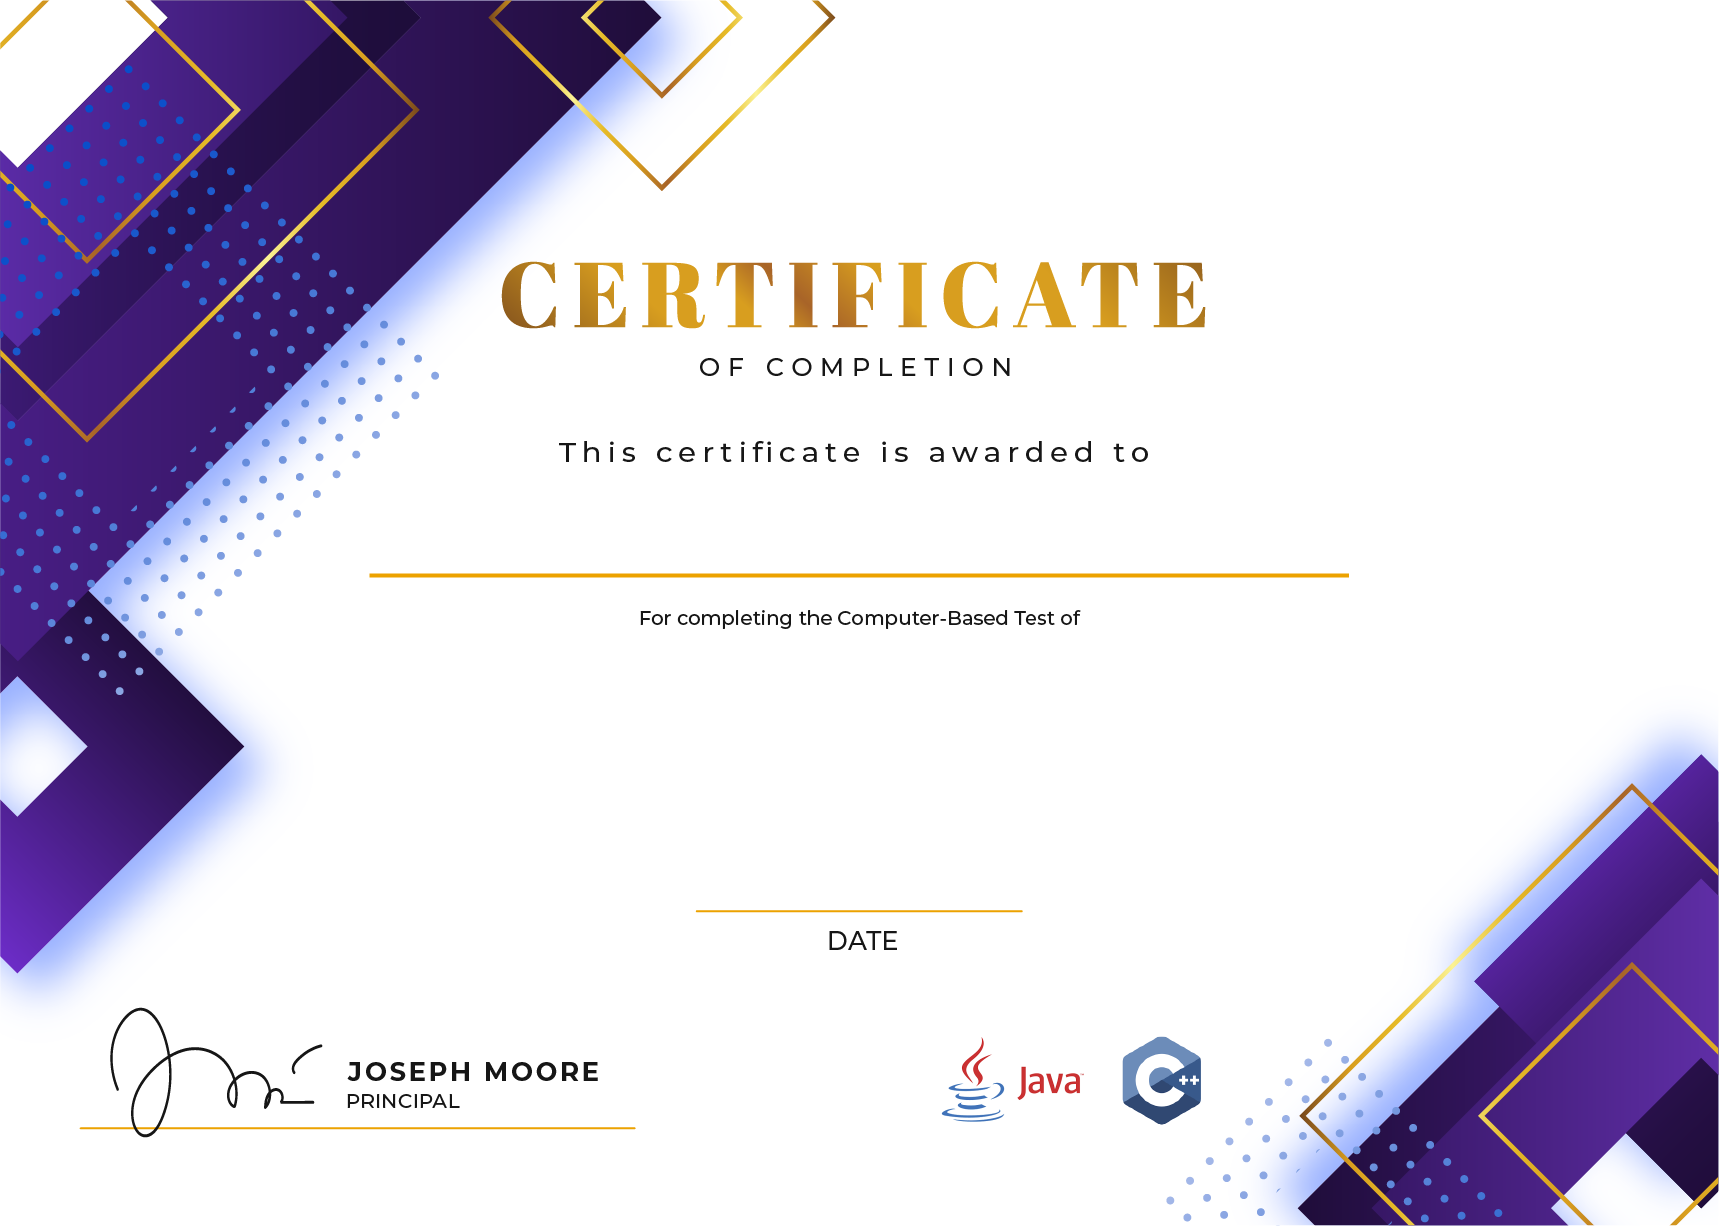 CERTIFICATE
OF COMPLETION
This certificate is awarded to
For completing the Computer-Based Test of
DATE
JOSEPH MOORE
PRINCIPAL
Java
C++